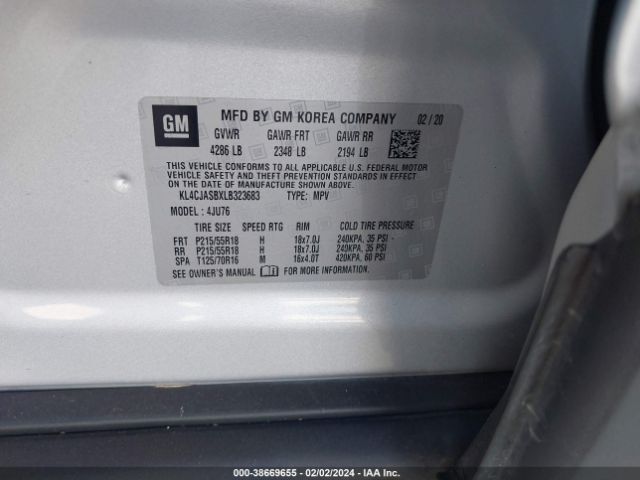 GM
MFD BY GM KOREA COMPANY 02/20
GVWR GAWR FRT GAWR RR
4286 LB 2348 LB 2194 LB
THIS VEHICLE CONFORMS TO ALL APPLICABLE U.S. FEDERAL MOTOR
VEHICLE SAFETY AND THEFT PREVENTION STANDARDS IN EFFECT ON
THE DATE OF MANUFACTURE SHOWN ABOVE.
KL4CJASBXLB323683 TYPE: MPV
MODEL : 4JU76
TIRE SIZE SPEED RTG RIM COLD TIRE PRESSURE
FRT P215/55R18 H 18x7.0J 240KPA, 35 PSI -
RR P215/55R18 H 18x7.0J 240KPA, 35 PSI
SPA T125/70R16 M 16x4.0T 420KPA, 60 PSI
SEE OWNER'S MANUAL FOR MORE INFORMATION.
000-38669655 - 02/02/2024 - IAA Inc.